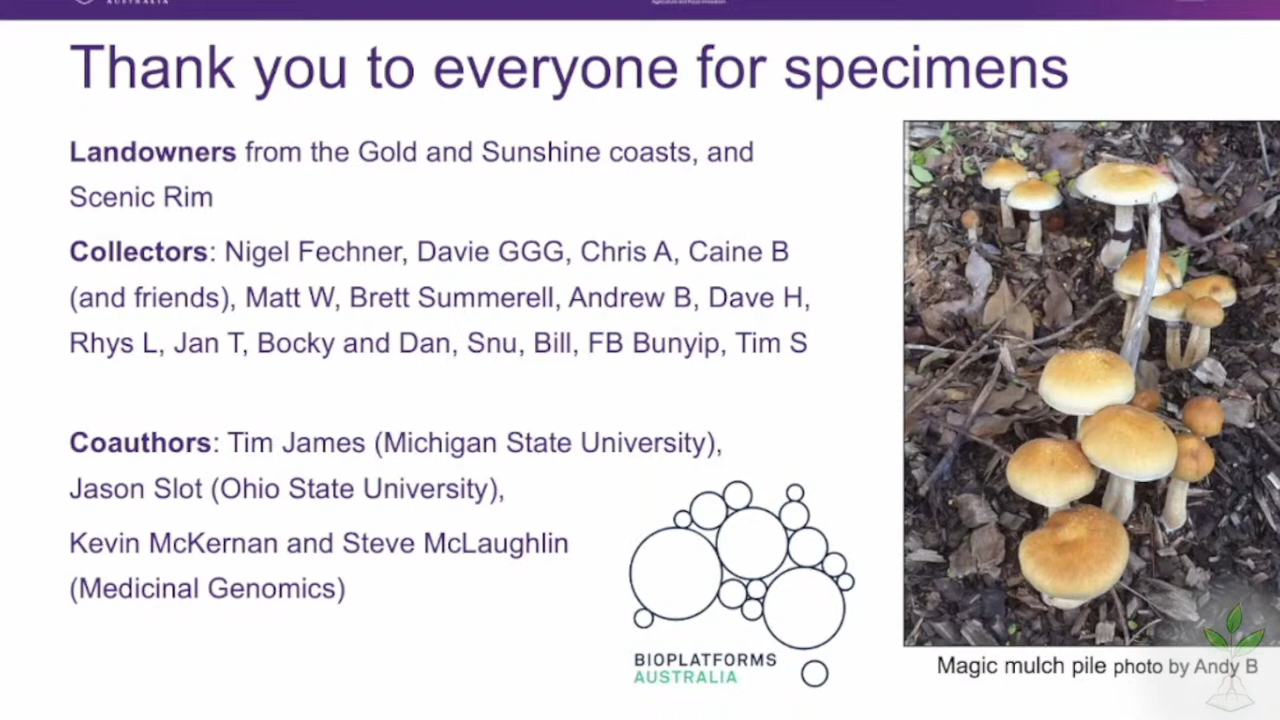 AUSTRALIA
Thank you to everyone for specimens
Landowners from the Gold and Sunshine coasts, and
Scenic Rim
Collectors: Nigel Fechner, Davie GGG, Chris A, Caine B
(and friends), Matt W, Brett Summerell, Andrew B, Dave H,
Rhys L, Jan T, Bocky and Dan, Snu, Bill, FB Bunyip, Tim S
Coauthors: Tim James (Michigan State University),
Jason Slot (Ohio State University),
Kevin McKernan and Steve McLaughlin
(Medicinal Genomics)
BIOPLATFORMS
AUSTRALIA
Magic mulch pile photo by Andy B